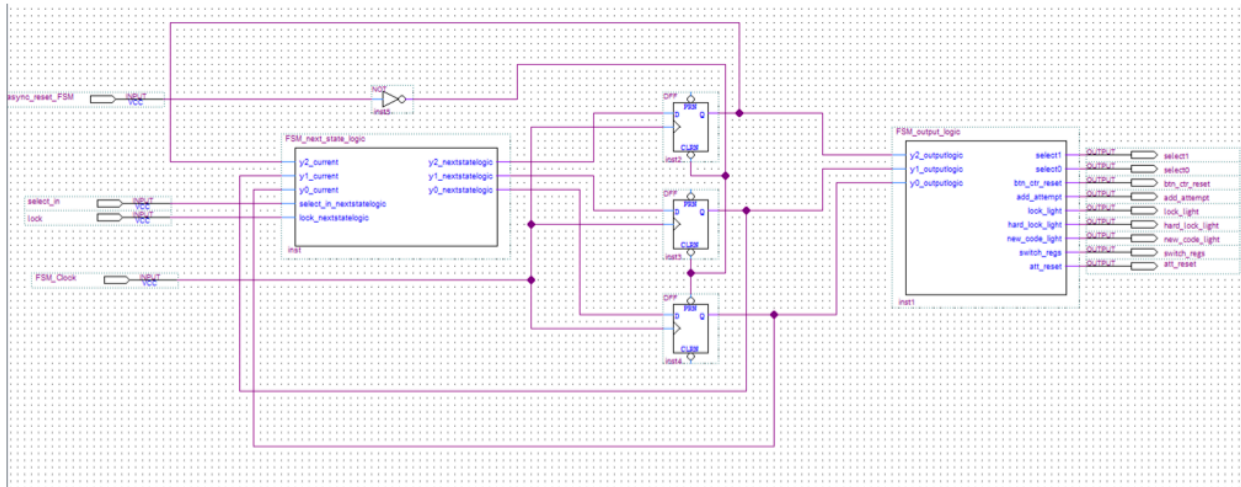 async_reset_FSM
INPUT
VCC
NOT
inst5
DFF
PRN
D
Q
CLRN
inst2
FSM_next_state_logic
y2_current
y1_current
y0_current
select_in_nextstatelogic
lock_nextstatelogic
y2_nextstatelogic
y1_nextstatelogic
y0_nextstatelogic
inst
select_in
INPUT
VCC
lock
INPUT
VCC
FSM_Clock
INPUT
VCC
DFF
PRN
D
Q
CLRN
inst3
DFF
PRN
D
Q
CLRN
inst4
FSM_output_logic
y2_outputlogic
y1_outputlogic
y0_outputlogic
select1
select0
btn_ctr_reset
add_attempt
lock_light
hard_lock_light
new_code_light
switch_regs
att_reset
inst1
OUTPUT
select1
OUTPUT
select0
OUTPUT
btn_ctr_reset
OUTPUT
add_attempt
OUTPUT
lock_light
OUTPUT
hard_lock_light
OUTPUT
new_code_light
OUTPUT
switch_regs
OUTPUT
att_reset